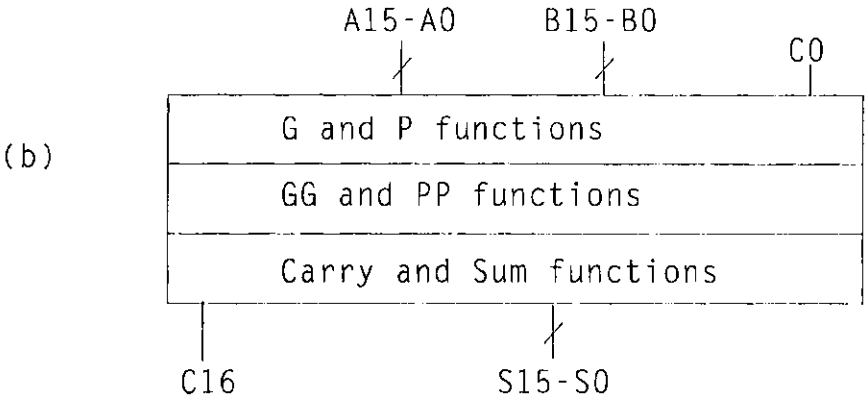 A15-A0 B15-B0
C0
G and P functions
(b)
GG and PP functions
Carry and Sum functions
C16 S15-S0